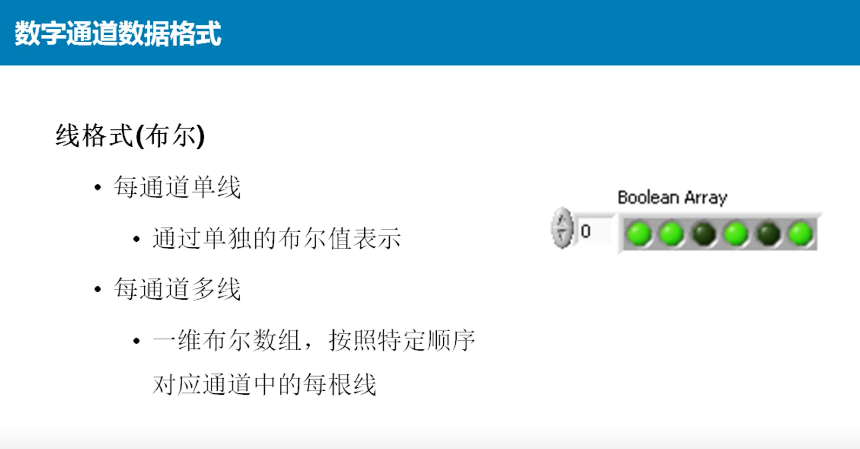 数字通道数据格式
线格式(布尔)
• 每通道单线
• 通过单独的布尔值表示
• 每通道多线
• 一维布尔数组，按照特定顺序
对应通道中的每根线
Boolean Array
0